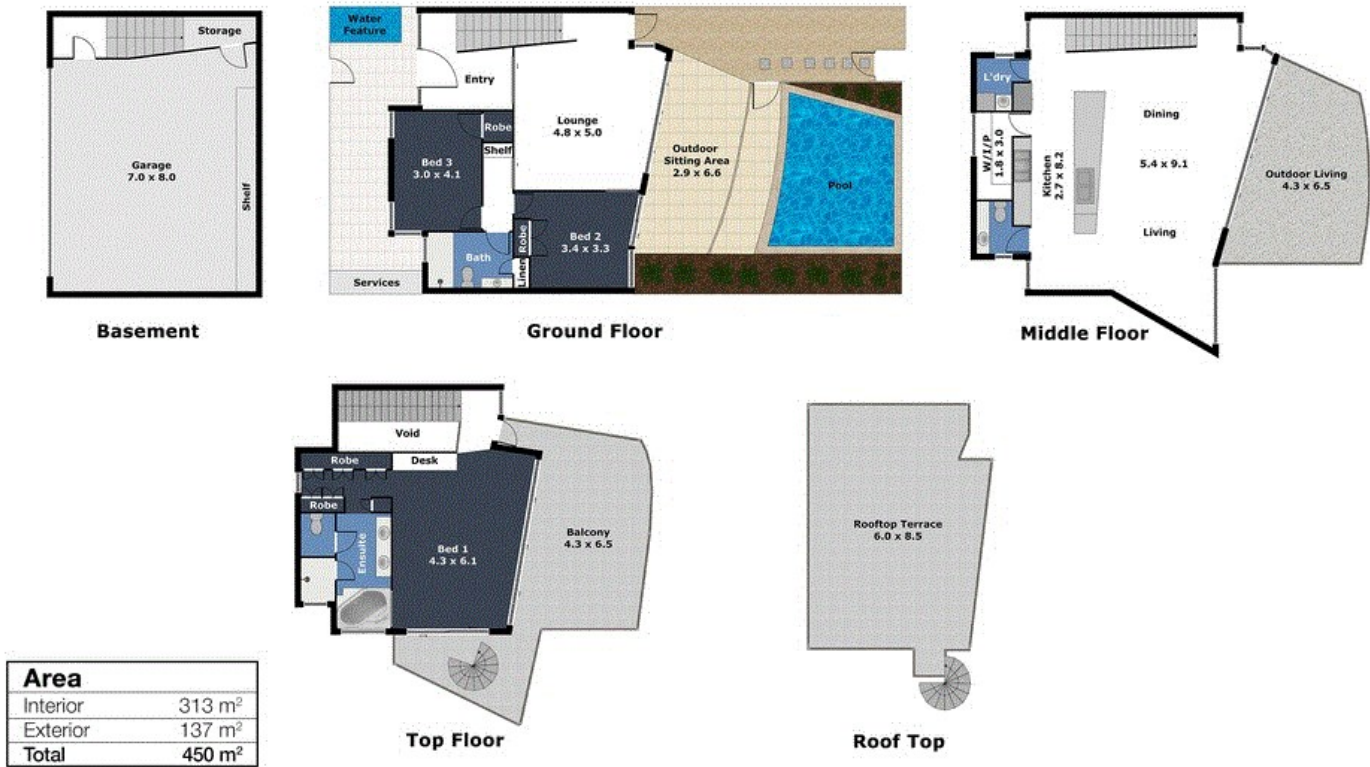 Storage
Garage
7.0 x 8.0
Shelf
Basement
Water
Feature
Entry
Lounge
4.8 x 5.0
Robe
Shelf
Bed 3
3.0 x 4.1
Outdoor
Sitting Area
2.9 x 6.6
Pool
Robe
Bed 2
3.4 x 3.3
Bath
Linen
Services
Ground Floor
L'dry
W/I/P
1.8 x 3.0
Kitchen
2.7 x 8.2
Dining
5.4 x 9.1
Living
Outdoor Living
4.3 x 6.5
Middle Floor
Void
Robe
Desk
Robe
Ensuite
Bed 1
4.3 x 6.1
Balcony
4.3 x 6.5
Top Floor
Rooftop Terrace
6.0 x 8.5
Roof Top
Area
Interior 313 m²
Exterior 137 m²
Total 450 m²